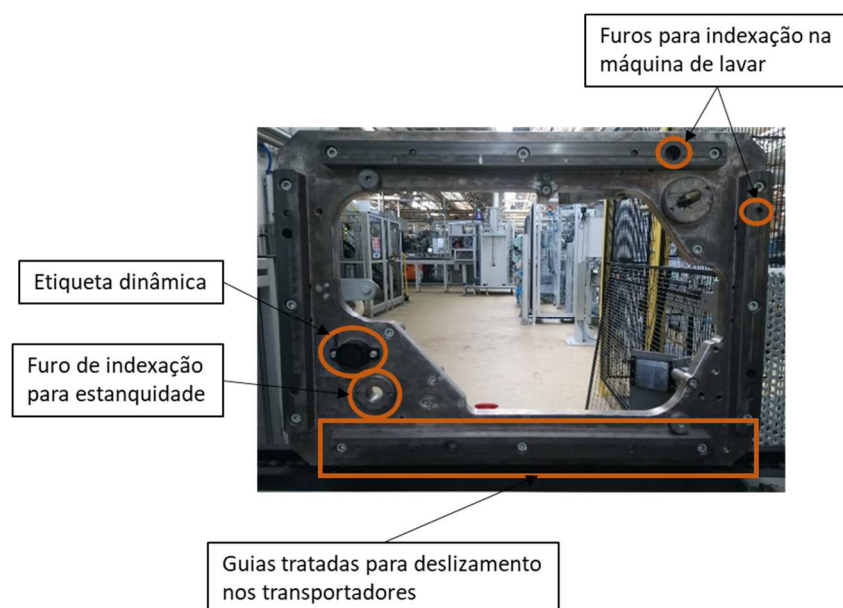 Furos para indexação na
máquina de lavar
Etiqueta dinâmica
Furo de indexação
para estanquidade
Guias tratadas para deslizamento
nos transportadores